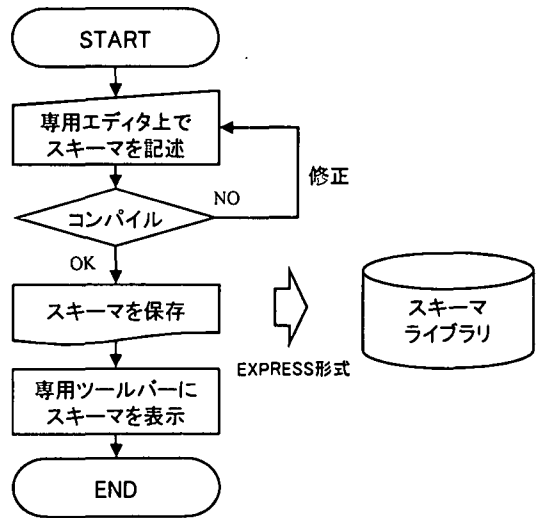 START
専用エディタ上で
スキーマを記述
修正
コンパイル
NO
OK
スキーマを保存
EXPRESS形式
スキーマ
ライブラリ
専用ツールバーに
スキーマを表示
END